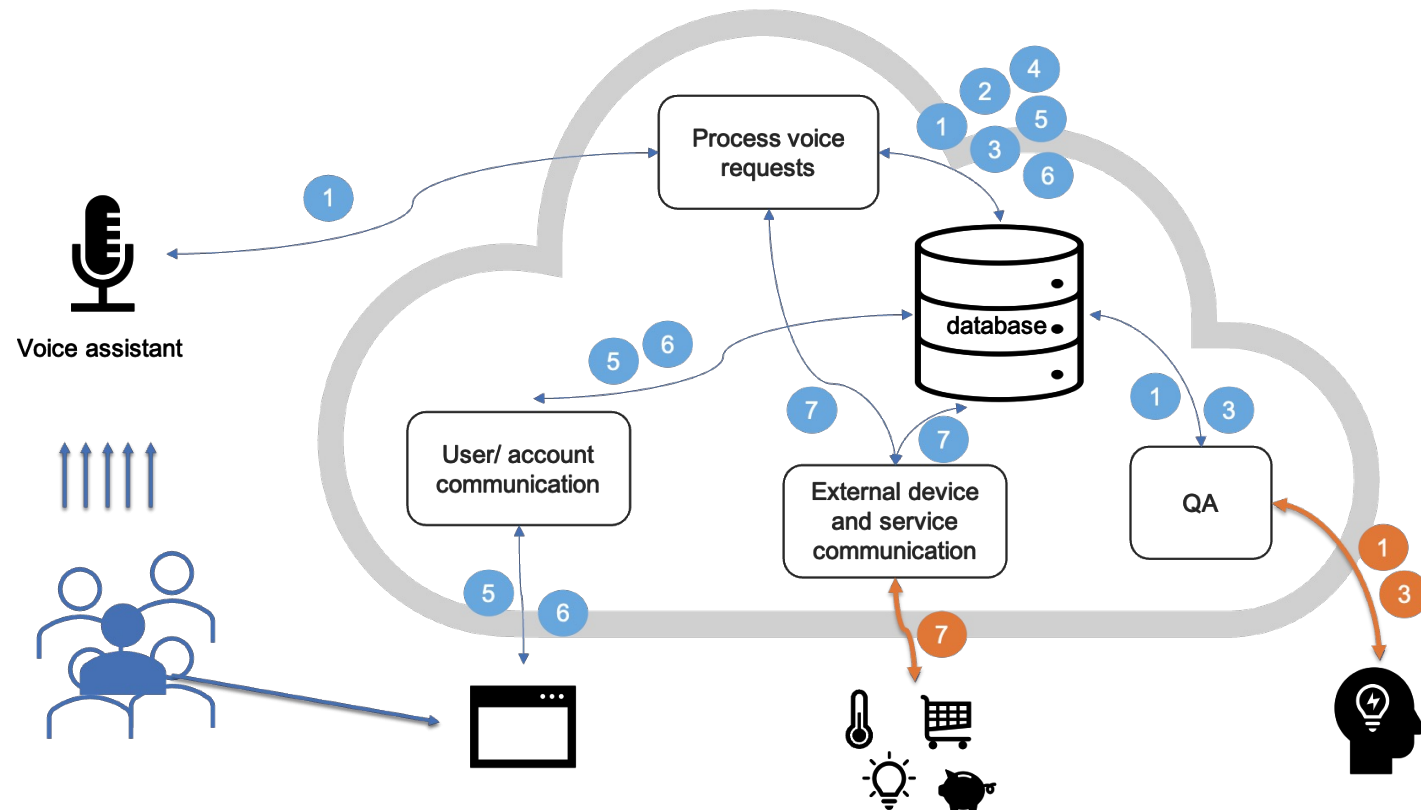 4
2
1
5
3
6
Process voice
requests
1
Voice assistant
database
5
6
7
7
1
3
User/ account
communication
External device
and service
communication
QA
5
6
7
1
3